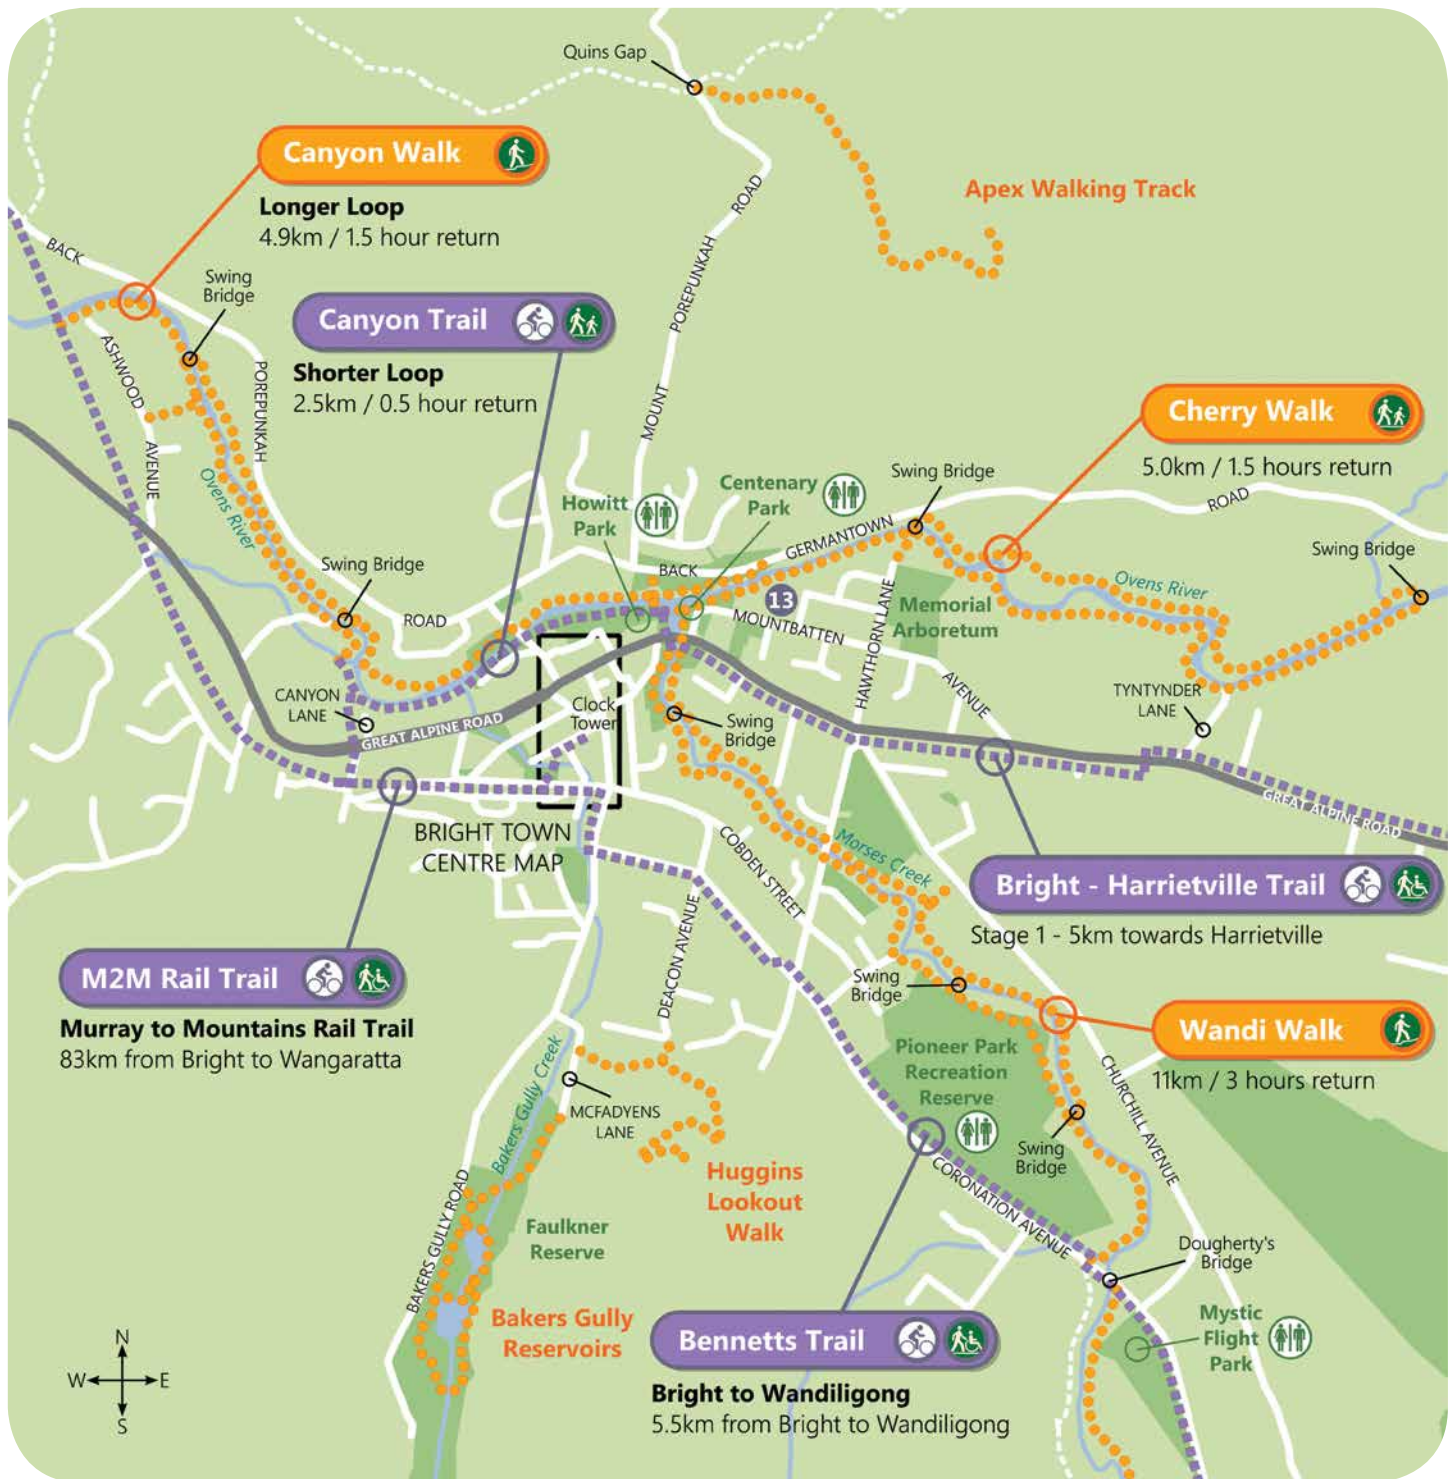 Quins Gap
Canyon Walk
Longer Loop
4.9km / 1.5 hour return
Apex Walking Track
ROAD
POREPUNKAH
MOUNT
BACK
Swing
Bridge
Canyon Trail
Shorter Loop
2.5km / 0.5 hour return
ASHWOOD
AVENUE
POREPUNKAH
Ovens River
Cherry Walk
5.0km / 1.5 hours return
Swing Bridge
Centenary
Park
Howitt
Park
ROAD
GERMANTOWN
BACK
Swing Bridge
Swing Bridge
Ovens River
ROAD
13
MOUNTBATTEN
AVENUE
HAWTHORN LANE
Memorial
Arboretum
CANYON
LANE
Clock
Tower
GREAT ALPINE ROAD
Swing
Bridge
TYNTYNDER
LANE
GREAT ALPINE ROAD
BRIGHT TOWN
CENTRE MAP
COBDEN STREET
Morses Creek
Bright - Harrietville Trail
Stage 1 - 5km towards Harrietville
M2M Rail Trail
Murray to Mountains Rail Trail
83km from Bright to Wangaratta
DEACON AVENUE
Swing
Bridge
Wandi Walk
11km / 3 hours return
Pioneer Park
Recreation
Reserve
CHURCHILL AVENUE
Bakers Gully Creek
MCFADYENS
LANE
Swing
Bridge
Huggins
Lookout
Walk
CORONATION AVENUE
BAKERS GULLY ROAD
Faulkner
Reserve
Dougherty's
Bridge
Bakers Gully
Reservoirs
Bennetts Trail
Bright to Wandiligong
5.5km from Bright to Wandiligong
Mystic
Flight
Park
N
W E
S